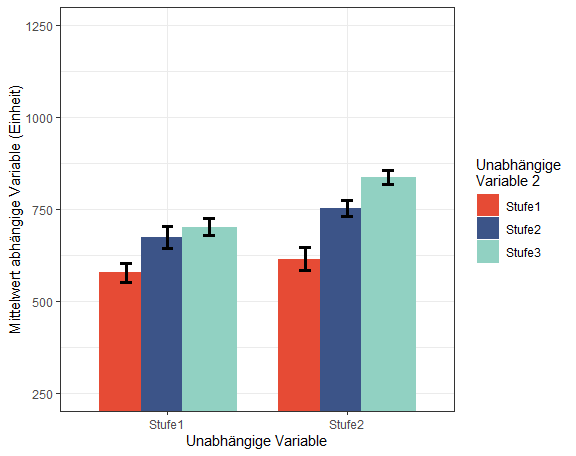 Mittelwert abhängige Variable (Einheit)
1250
1000
750
500
250
Stufe1
Stufe2
Unabhängige Variable
Unabhängige
Variable 2
Stufe1
Stufe2
Stufe3